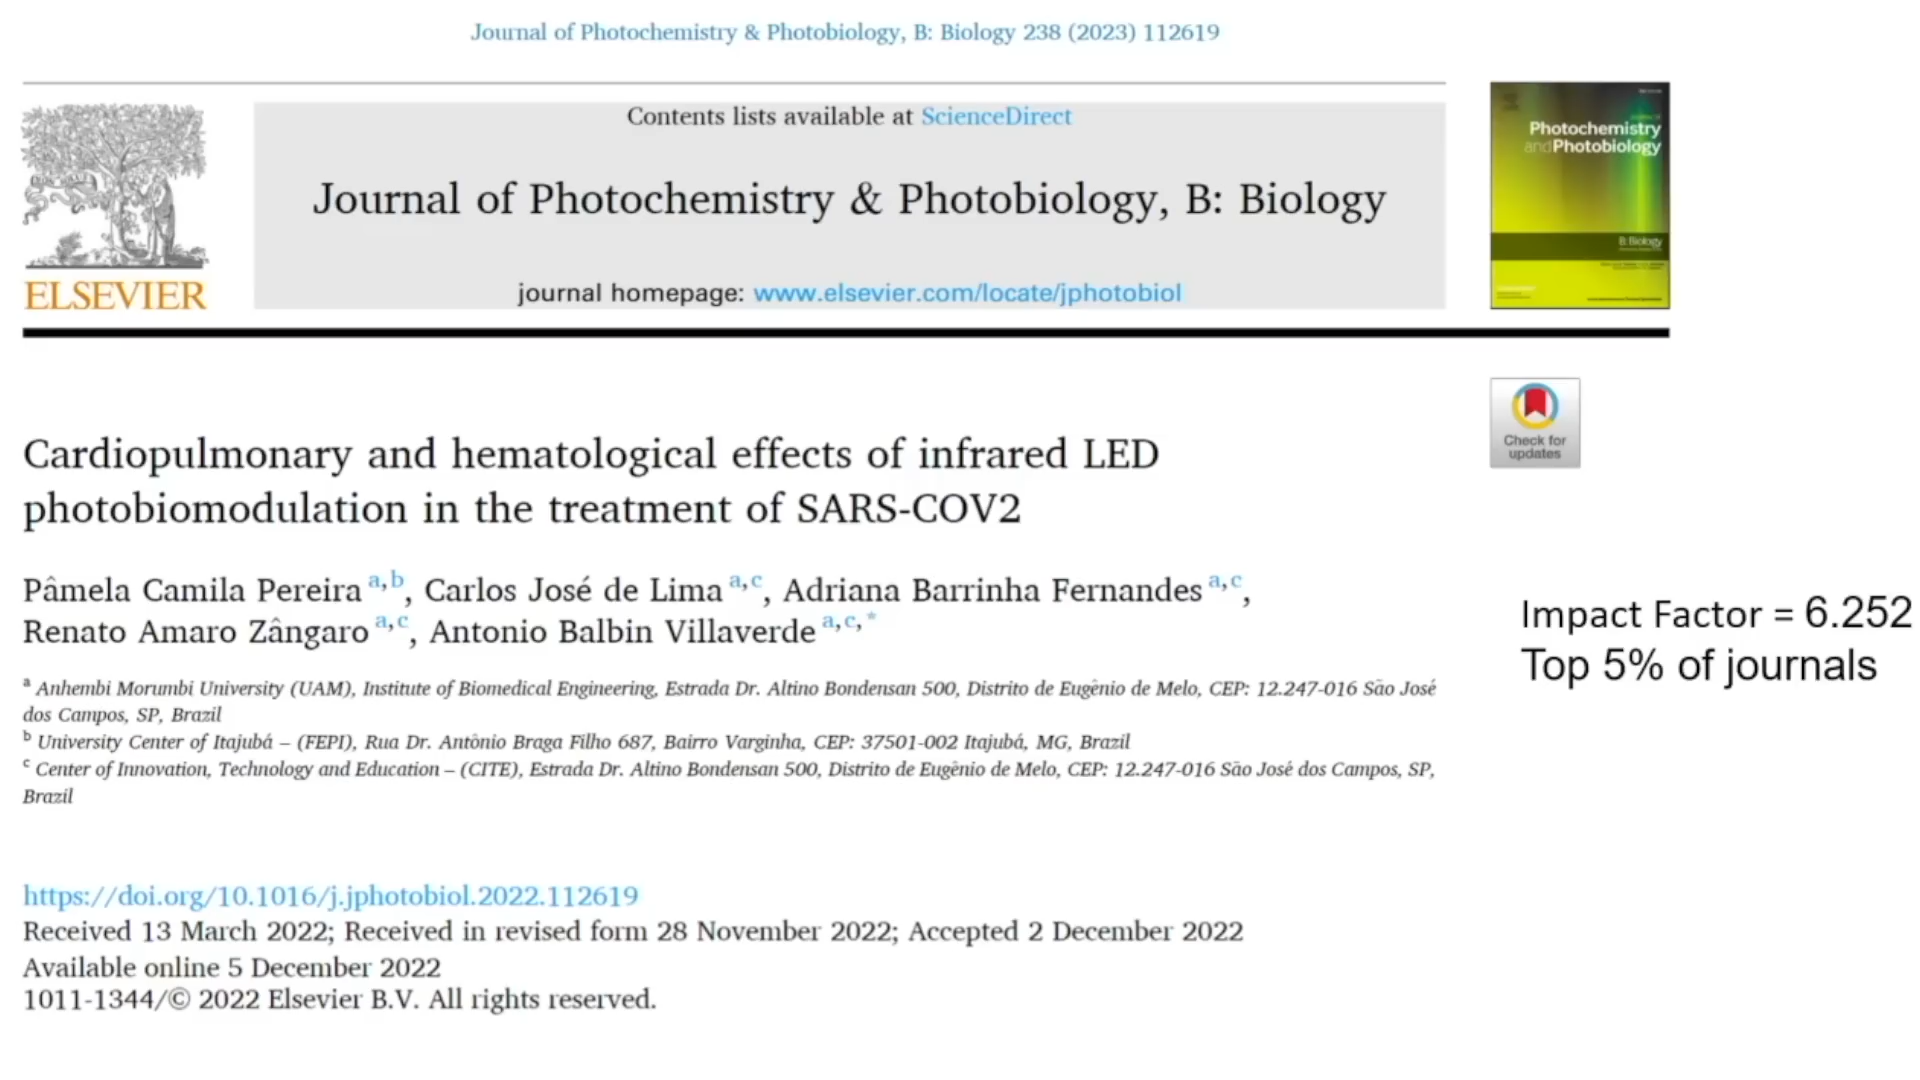 Journal of Photochemistry & Photobiology, B: Biology 238 (2023) 112619
Contents lists available at ScienceDirect
Journal of Photochemistry & Photobiology, B: Biology
journal homepage: www.elsevier.com/locate/jphotobiol
ELSEVIER
Photochemistry
and Photobiology
B: Biology
Check for
updates
Cardiopulmonary and hematological effects of infrared LED
photobiomodulation in the treatment of SARS-COV2
Pâmela Camila Pereira a,b, Carlos José de Lima a,c, Adriana Barrinha Fernandes a,c,
Renato Amaro Zângaro a,c, Antonio Balbin Villaverde a,c,*
Impact Factor = 6.252
Top 5% of journals
a Anhembi Morumbi University (UAM), Institute of Biomedical Engineering, Estrada Dr. Altino Bondensan 500, Distrito de Eugênio de Melo, CEP: 12.247-016 São José
dos Campos, SP, Brazil
b University Center of Itajubá – (FEPI), Rua Dr. Antônio Braga Filho 687, Bairro Varginha, CEP: 37501-002 Itajubá, MG, Brazil
c Center of Innovation, Technology and Education – (CITE), Estrada Dr. Altino Bondensan 500, Distrito de Eugênio de Melo, CEP: 12.247-016 São José dos Campos, SP,
Brazil
https://doi.org/10.1016/j.jphotobiol.2022.112619
Received 13 March 2022; Received in revised form 28 November 2022; Accepted 2 December 2022
Available online 5 December 2022
1011-1344/© 2022 Elsevier B.V. All rights reserved.